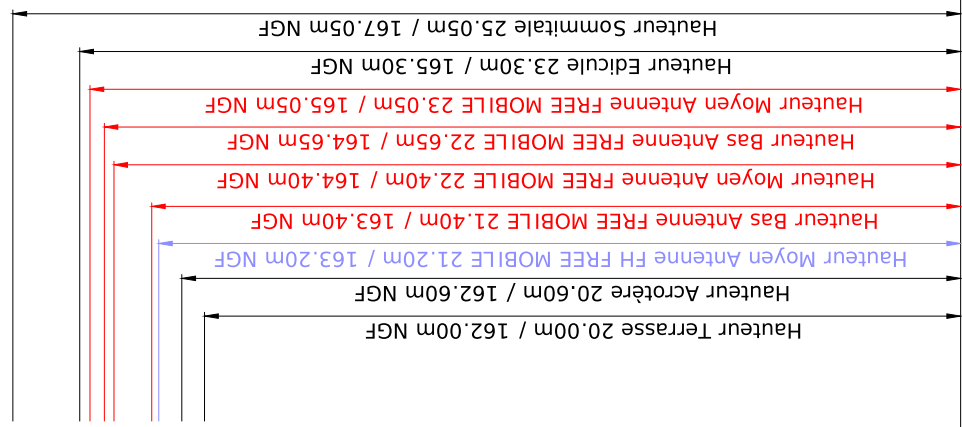 Hauteur Terrasse 20.00m / 162.00m NGF
Hauteur Acrotère 20.60m / 162.60m NGF
Hauteur Moyen Antenne FH FREE MOBILE 21.20m / 163.20m NGF
Hauteur Bas Antenne FREE MOBILE 21.40m / 163.40m NGF
Hauteur Moyen Antenne FREE MOBILE 22.40m / 164.40m NGF
Hauteur Bas Antenne FREE MOBILE 22.65m / 164.65m NGF
Hauteur Moyen Antenne FREE MOBILE 23.05m / 165.05m NGF
Hauteur Edicule 23.30m / 165.30m NGF
Hauteur Sommitale 25.05m / 167.05m NGF